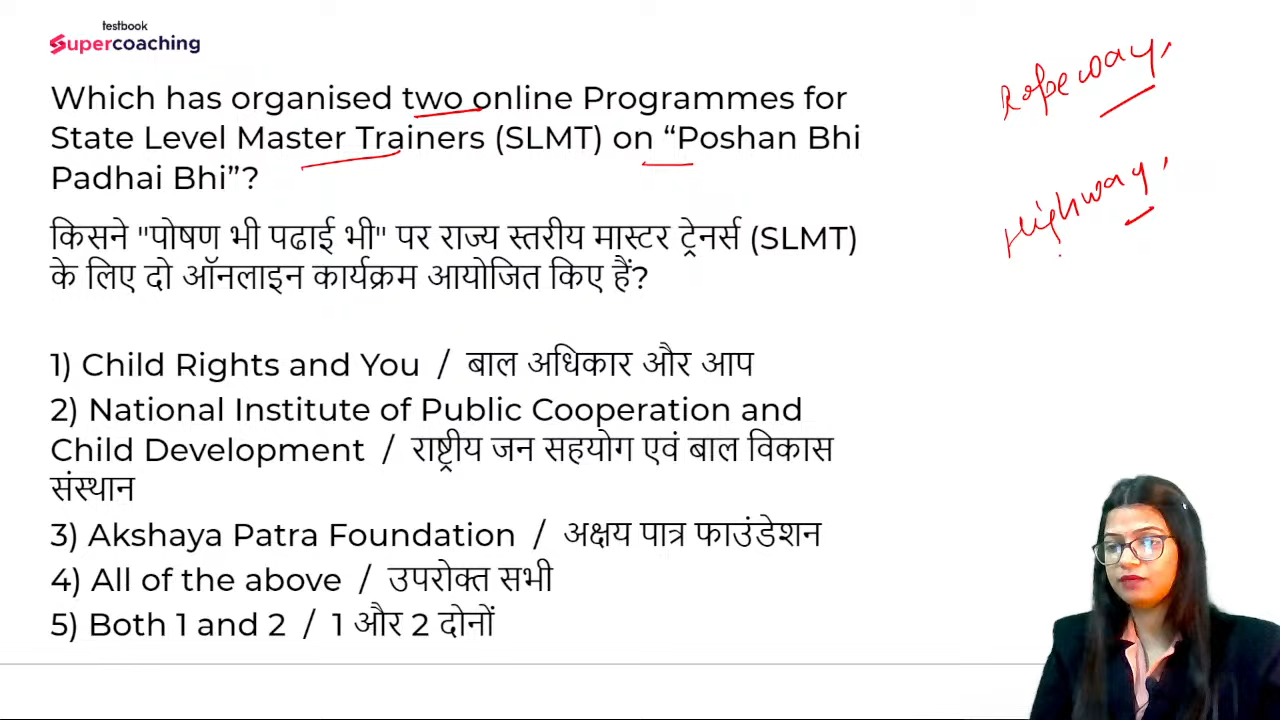 testbook
Supercoaching
Which has organised two online Programmes for
State Level Master Trainers (SLMT) on “Poshan Bhi
Padhai Bhi”?
किसने "पोषण भी पढाई भी" पर राज्य स्तरीय मास्टर ट्रेनर्स (SLMT)
के लिए दो ऑनलाइन कार्यक्रम आयोजित किए हैं?
1) Child Rights and You / बाल अधिकार और आप
2) National Institute of Public Cooperation and
Child Development / राष्ट्रीय जन सहयोग एवं बाल विकास
संस्थान
3) Akshaya Patra Foundation / अक्षय पात्र फाउंडेशन
4) All of the above / उपरोक्त सभी
5) Both 1 and 2 / 1 और 2 दोनों
Ropeway,
Highway,